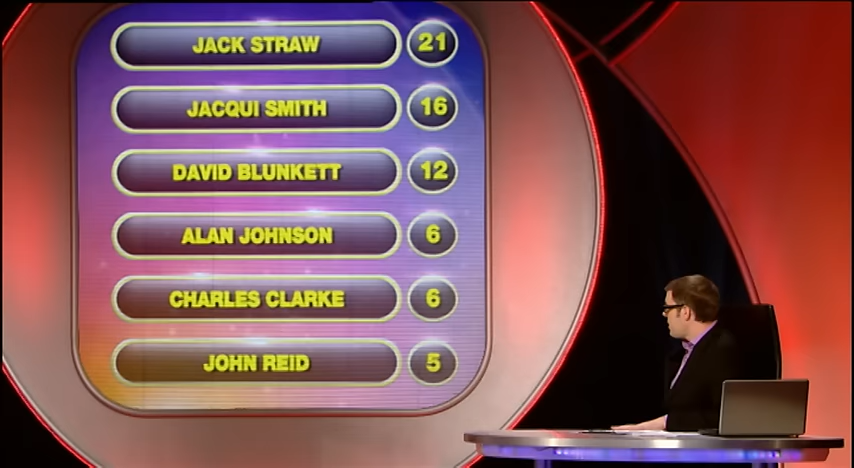 JACK STRAW 21
JACQUI SMITH 16
DAVID BLUNKETT 12
ALAN JOHNSON 6
CHARLES CLARKE 6
JOHN REID 5